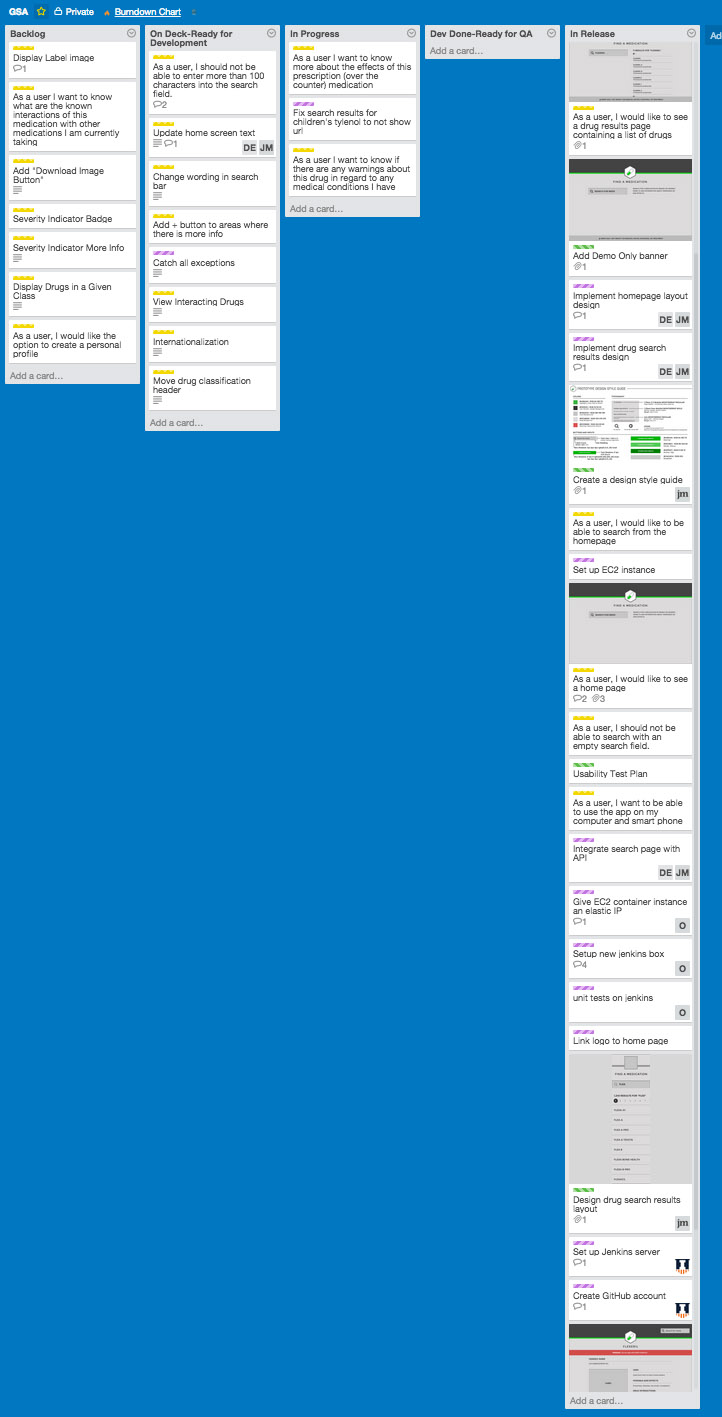 GSA Private Burndown Chart
Ad
Backlog
Display Label image
1
As a user I want to know
what are the known
interactions of this
medication with other
medications I am currently
taking
Add "Download Image
Button"
Severity Indicator Badge
Severity Indicator More Info
Display Drugs in a Given
Class
As a user, I would like the
option to create a personal
profile
Add a card...
On Deck-Ready for
Development
As a user, I should not be
able to enter more than 100
characters into the search
field.
2
Update home screen text
1
DE JM
Change wording in search
bar
Add + button to areas where
there is more info
Catch all exceptions
View Interacting Drugs
Internationalization
Move drug classification
header
Add a card...
In Progress
As a user I want to know
more about the effects of this
prescription (over the
counter) medication
Fix search results for
children's tylenol to not show
url
As a user I want to know if
there are any warnings about
this drug in regard to any
medical conditions I have
Add a card...
Dev Done-Ready for QA
Add a card...
In Release
FIND A MEDICATION
As a user, I would like to see
a drug results page
containing a list of drugs
1
FIND A MEDICATION
Add Demo Only banner
1
Implement homepage layout
design
1
DE JM
Implement drug search
results design
1
DE JM
PROTOTYPE DESIGN STYLE GUIDE
Create a design style guide
1
jm
As a user, I would like to be
able to search from the
homepage
Set up EC2 instance
FIND A MEDICATION
As a user, I would like to see
a home page
2 3
As a user, I should not be
able to search with an
empty search field.
Usability Test Plan
As a user, I want to be able
to use the app on my
computer and smart phone
Integrate search page with
API
DE JM
Give EC2 container instance
an elastic IP
1
O
Setup new jenkins box
4
O
unit tests on jenkins
O
Link logo to home page
FIND A MEDICATION
Design drug search results
layout
1
jm
Set up Jenkins server
1
Create GitHub account
1
Add a card...